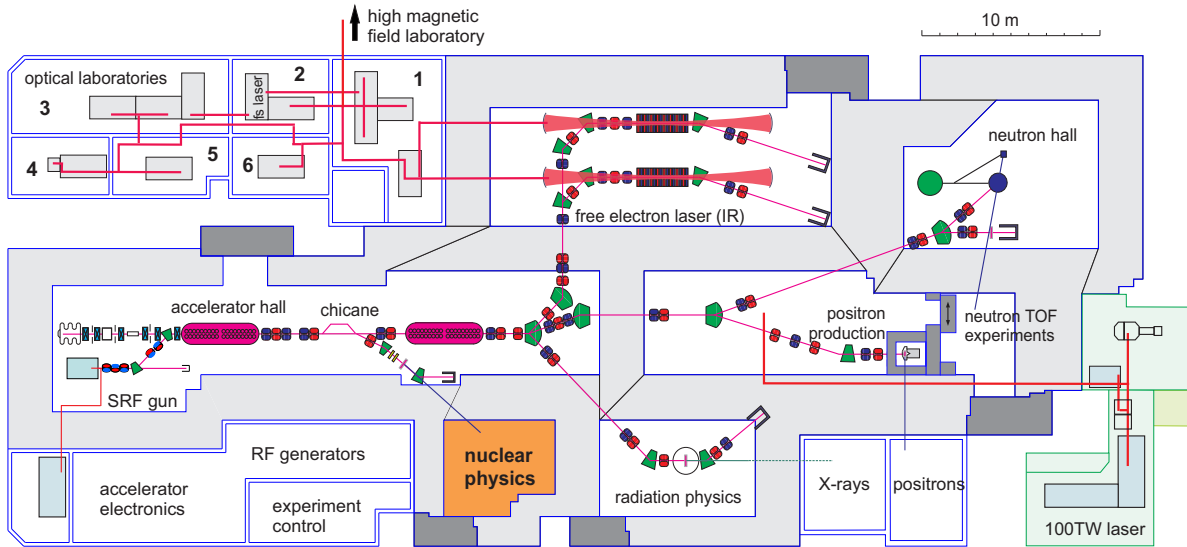 high magnetic
field laboratory
10 m
optical laboratories
1
2
3
4
5
6
fs laser
neutron hall
free electron laser (IR)
accelerator hall
chicane
positron
production
neutron TOF
experiments
SRF gun
RF generators
nuclear
physics
accelerator
electronics
experiment
control
radiation physics
X-rays
positrons
100TW laser